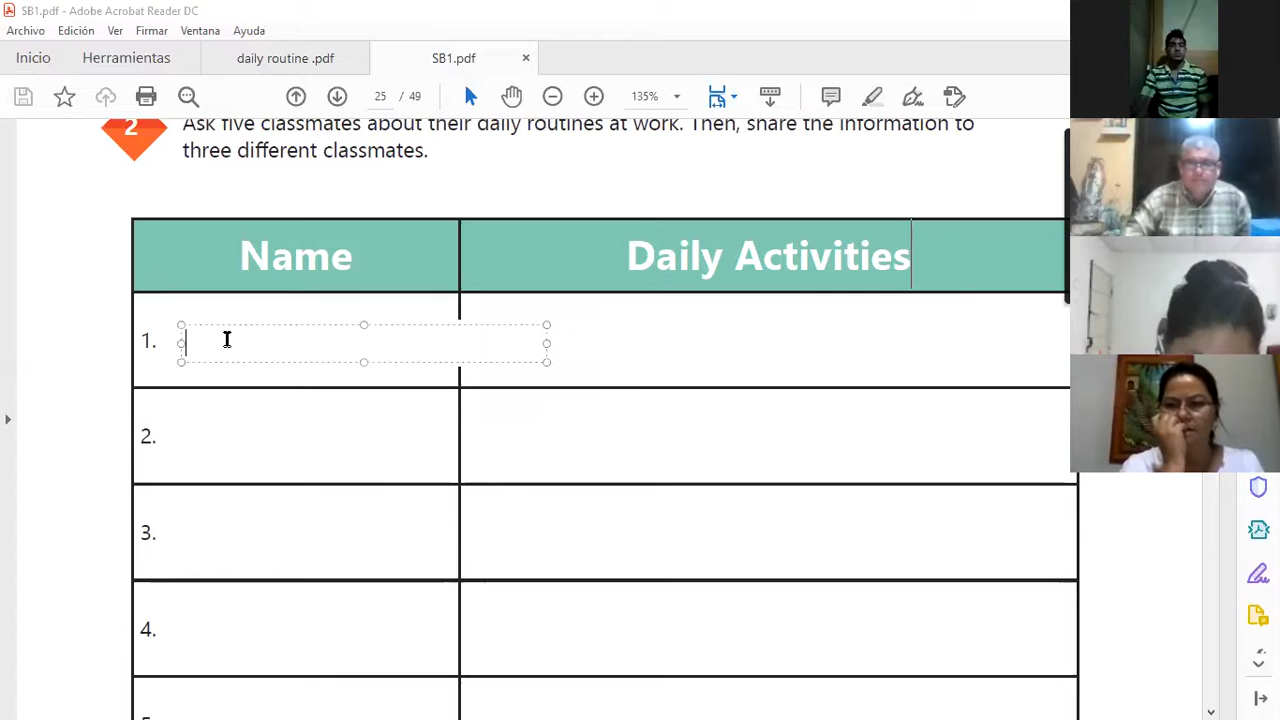 SB1.pdf - Adobe Acrobat Reader DC
Archivo Edición Ver Firmar Ventana Ayuda
Inicio Herramientas daily routine .pdf SB1.pdf ×
25 / 49 135%
2 Ask five classmates about their daily routines at work. Then, share the information to
three different classmates.
Name Daily Activities
1.
2.
3.
4.